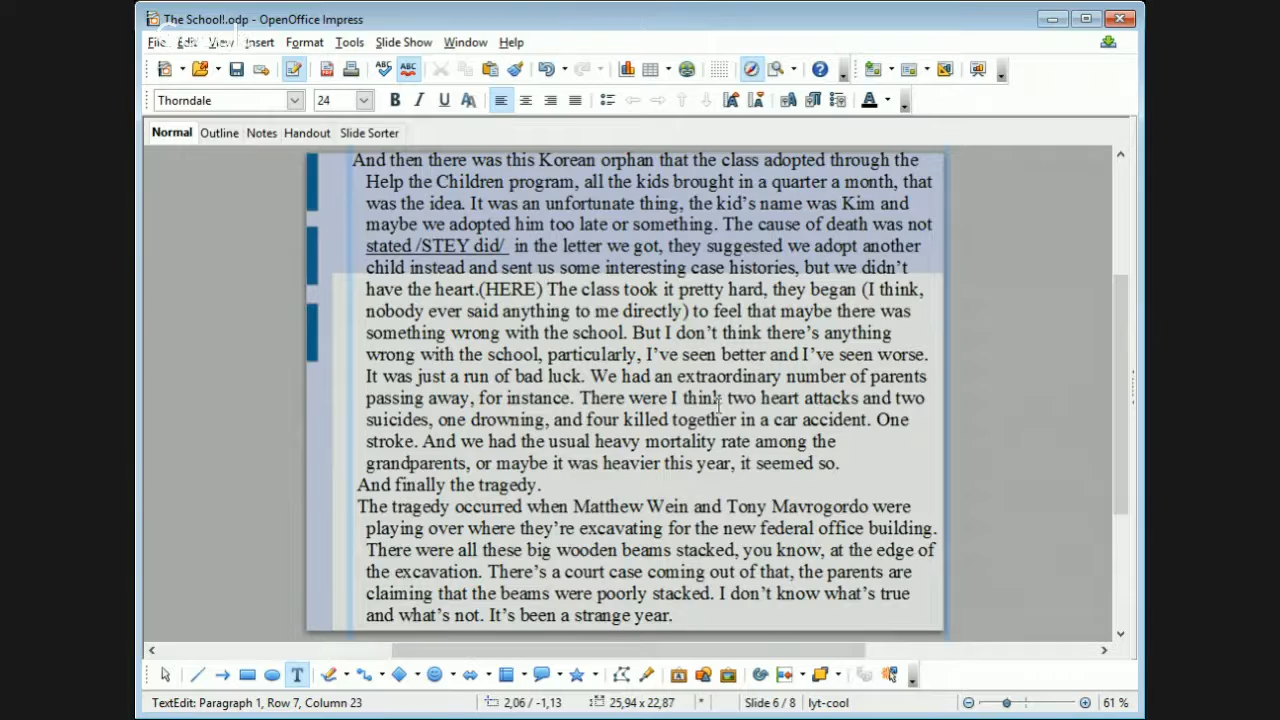 The School!.odp - OpenOffice Impress
File Edit View Insert Format Tools Slide Show Window Help
Thorndale 24
Normal Outline Notes Handout Slide Sorter
And then there was this Korean orphan that the class adopted through the
Help the Children program, all the kids brought in a quarter a month, that
was the idea. It was an unfortunate thing, the kid’s name was Kim and
maybe we adopted him too late or something. The cause of death was not
stated /STEY did/ in the letter we got, they suggested we adopt another
child instead and sent us some interesting case histories, but we didn’t
have the heart.(HERE) The class took it pretty hard, they began (I think,
nobody ever said anything to me directly) to feel that maybe there was
something wrong with the school. But I don’t think there’s anything
wrong with the school, particularly, I’ve seen better and I’ve seen worse.
It was just a run of bad luck. We had an extraordinary number of parents
passing away, for instance. There were I think two heart attacks and two
suicides, one drowning, and four killed together in a car accident. One
stroke. And we had the usual heavy mortality rate among the
grandparents, or maybe it was heavier this year, it seemed so.
And finally the tragedy.
The tragedy occurred when Matthew Wein and Tony Mavrogordo were
playing over where they’re excavating for the new federal office building.
There were all these big wooden beams stacked, you know, at the edge of
the excavation. There’s a court case coming out of that, the parents are
claiming that the beams were poorly stacked. I don’t know what’s true
and what’s not. It’s been a strange year.
TextEdit: Paragraph 1, Row 7, Column 23 2,06 / -1,13 25,94 x 22,87 * Slide 6 / 8 lyt-cool 61 %